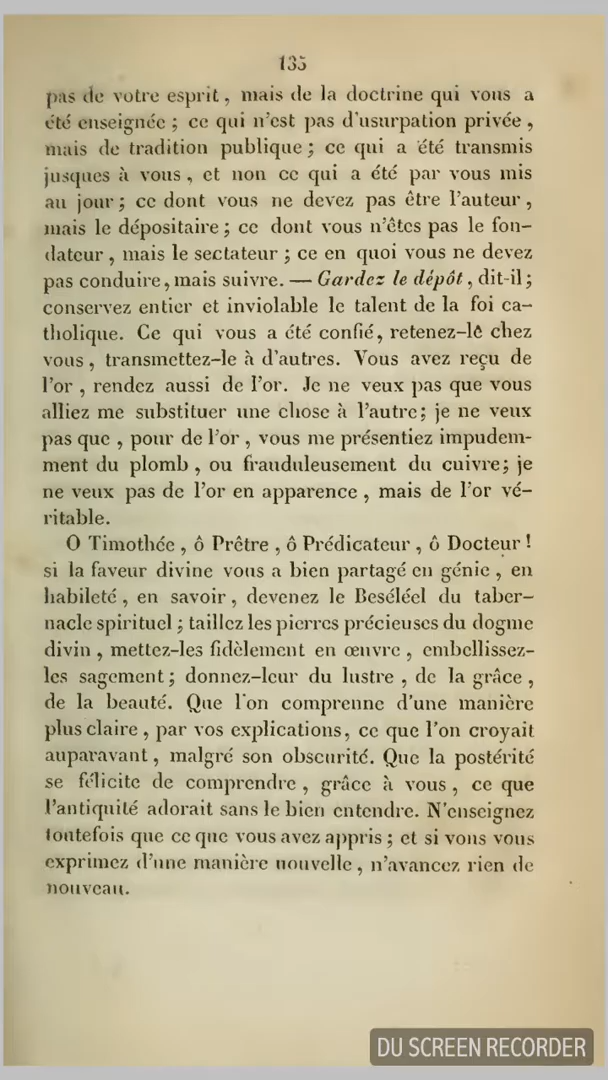 135
pas de votre esprit, mais de la doctrine qui vous a
été enseignée ; ce qui n'est pas d'usurpation privée,
mais de tradition publique ; ce qui a été transmis
jusques à vous, et non ce qui a été par vous mis
au jour ; ce dont vous ne devez pas être l'auteur,
mais le dépositaire ; ce dont vous n'êtes pas le fon-
dateur, mais le sectateur ; ce en quoi vous ne devez
pas conduire, mais suivre. — Gardez le dépôt, dit-il ;
conservez entier et inviolable le talent de la foi ca-
tholique. Ce qui vous a été confié, retenez-le chez
vous, transmettez-le à d'autres. Vous avez reçu de
l'or, rendez aussi de l'or. Je ne veux pas que vous
alliez me substituer une chose à l'autre ; je ne veux
pas que, pour de l'or, vous me présentiez impudem-
ment du plomb, ou frauduleusement du cuivre ; je
ne veux pas de l'or en apparence, mais de l'or vé-
ritable.
O Timothée, ô Prêtre, ô Prédicateur, ô Docteur !
si la faveur divine vous a bien partagé en génie, en
habileté, en savoir, devenez le Beséléel du taber-
nacle spirituel ; taillez les pierres précieuses du dogme
divin, mettez-les fidèlement en œuvre, embellissez-
les sagement ; donnez-leur du lustre, de la grâce,
de la beauté. Que l'on comprenne d'une manière
plus claire, par vos explications, ce que l'on croyait
auparavant, malgré son obscurité. Que la postérité
se félicite de comprendre, grâce à vous, ce que
l'antiquité adorait sans le bien entendre. N'enseignez
toutefois que ce que vous avez appris ; et si vous vous
exprimez d'une manière nouvelle, n'avancez rien de
nouveau.
DU SCREEN RECORDER